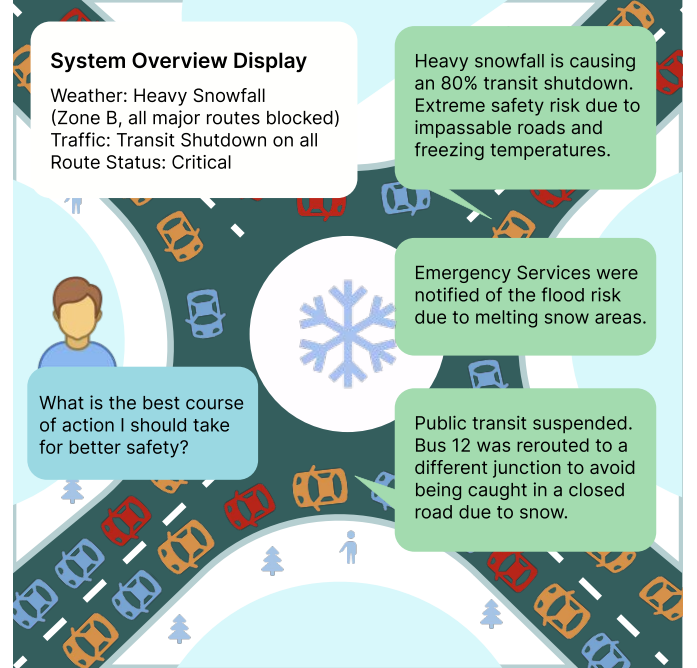 System Overview Display
Weather: Heavy Snowfall
(Zone B, all major routes blocked)
Traffic: Transit Shutdown on all
Route Status: Critical
Heavy snowfall is causing
an 80% transit shutdown.
Extreme safety risk due to
impassable roads and
freezing temperatures.
Emergency Services were
notified of the flood risk
due to melting snow areas.
What is the best course
of action I should take
for better safety?
Public transit suspended.
Bus 12 was rerouted to a
different junction to avoid
being caught in a closed
road due to snow.